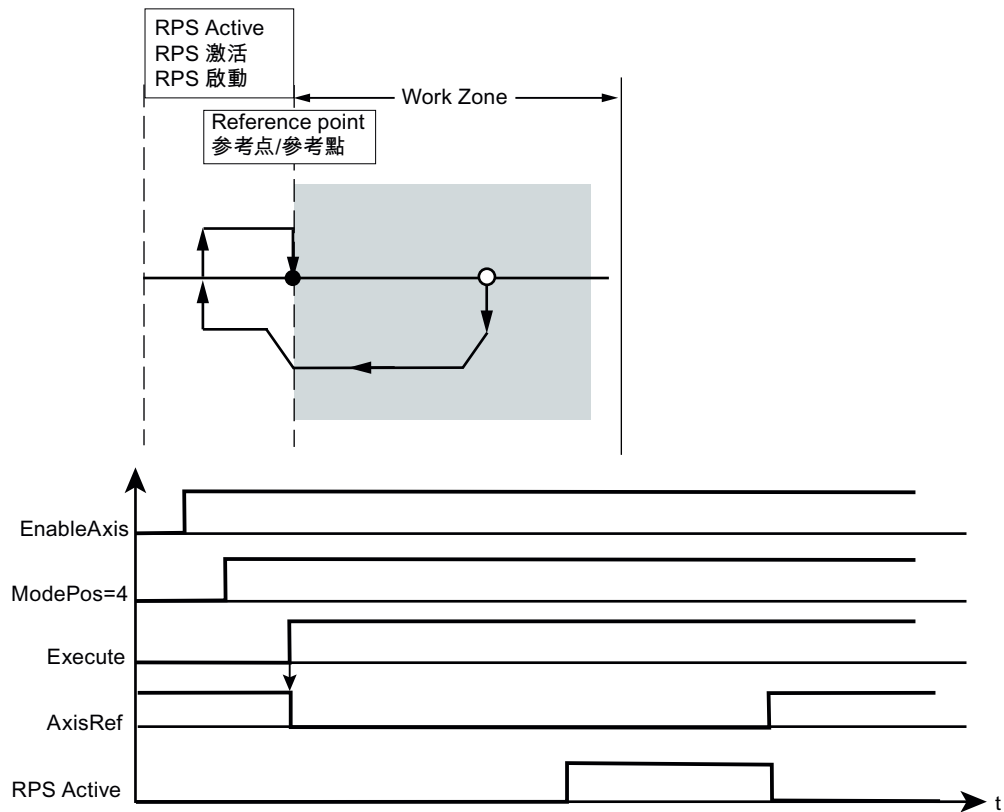 RPS Active
RPS 激活
RPS 啟動
Work Zone
Reference point
参考点/參考點
EnableAxis
ModePos=4
Execute
AxisRef
RPS Active
t